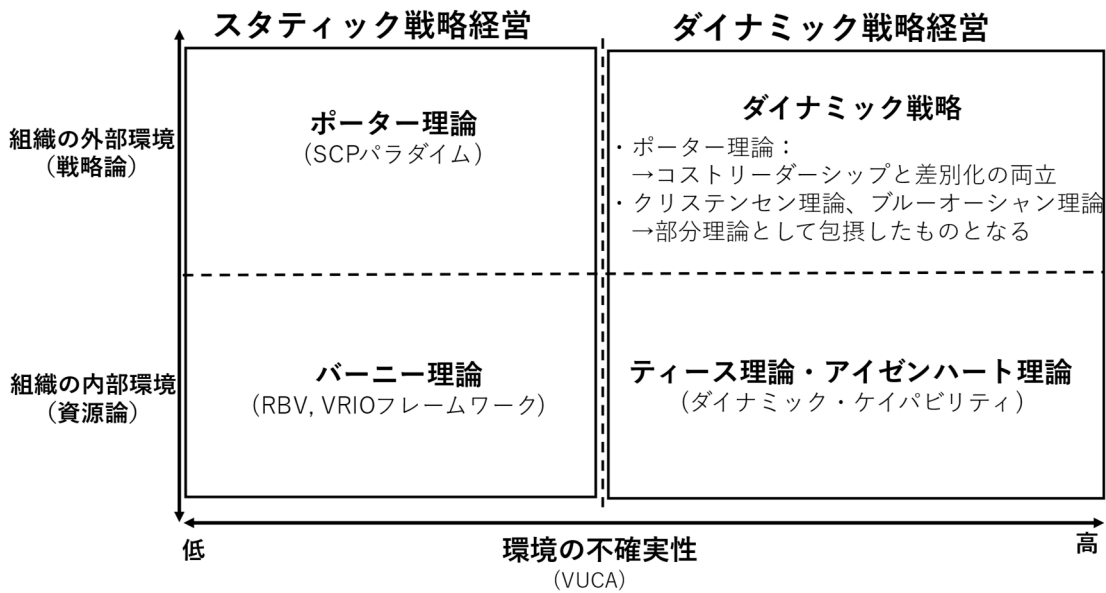 スタティック戦略経営
ダイナミック戦略経営
組織の外部環境
（戦略論）
ポーター理論
（SCPパラダイム）
ダイナミック戦略
・ポーター理論：
→コストリーダーシップと差別化の両立
・クリステンセン理論、ブルーオーシャン理論
→部分理論として包摂したものとなる
組織の内部環境
（資源論）
バーニー理論
（RBV, VRIOフレームワーク）
ティース理論・アイゼンハート理論
（ダイナミック・ケイパビリティ）
低
環境の不確実性
高
（VUCA）